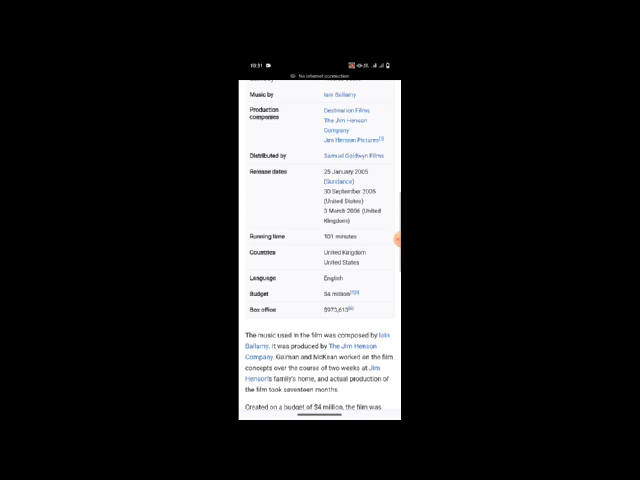 10:51
No internet connection
Music by Iain Ballamy
Production companies Destination Films
The Jim Henson
Company
Jim Henson Pictures
Distributed by Samuel Goldwyn Films
Release dates 25 January 2005
(Sundance)
30 September 2005
(United States)
3 March 2006 (United
Kingdom)
Running time 101 minutes
Countries United Kingdom
United States
Language English
Budget $4 million
Box office $973,613
The music used in the film was composed by Iain
Ballamy. It was produced by The Jim Henson
Company. Gaiman and McKean worked on the film
concepts over the course of two weeks at Jim
Henson's family's home, and actual production of
the film took seventeen months.
Created on a budget of $4 million, the film was